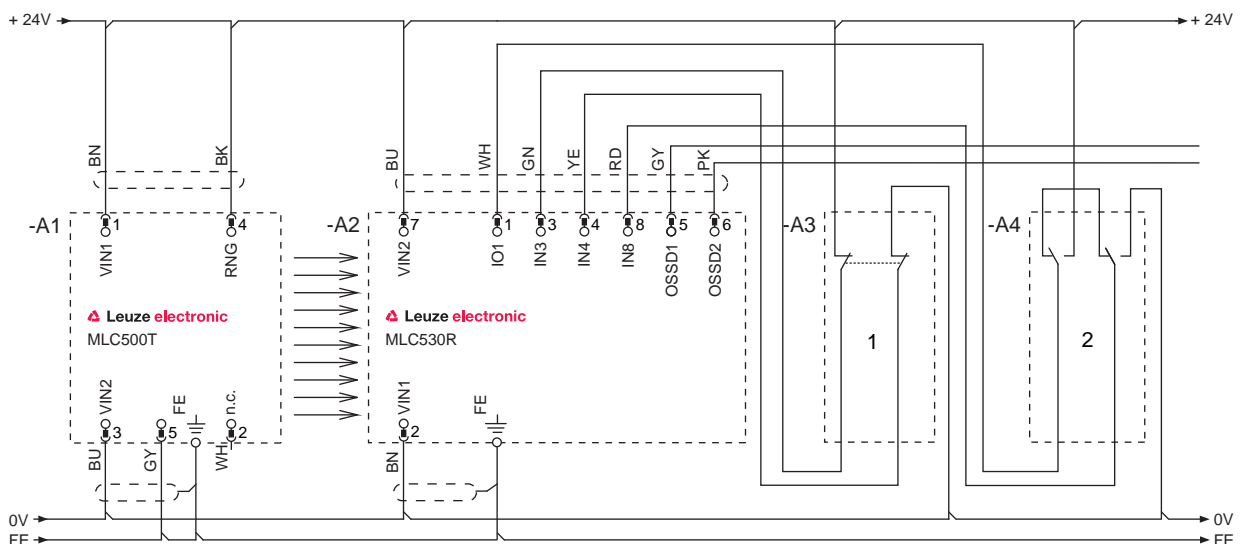 + 24V
+ 24V
BN
BK
BU
WH
GN
YE
RD
GY
PK
-A1
1
4
-A2
7
1
3
4
8
5
6
-A3
-A4
VIN1
RNG
VIN2
IO1
IN3
IN4
IN8
OSSD1
OSSD2
Leuze electronic
MLC500T
Leuze electronic
MLC530R
1
2
VIN2
FE
n.c.
VIN1
FE
3
5
2
2
BU
GY
WH
BN
0V
0V
FE
FE